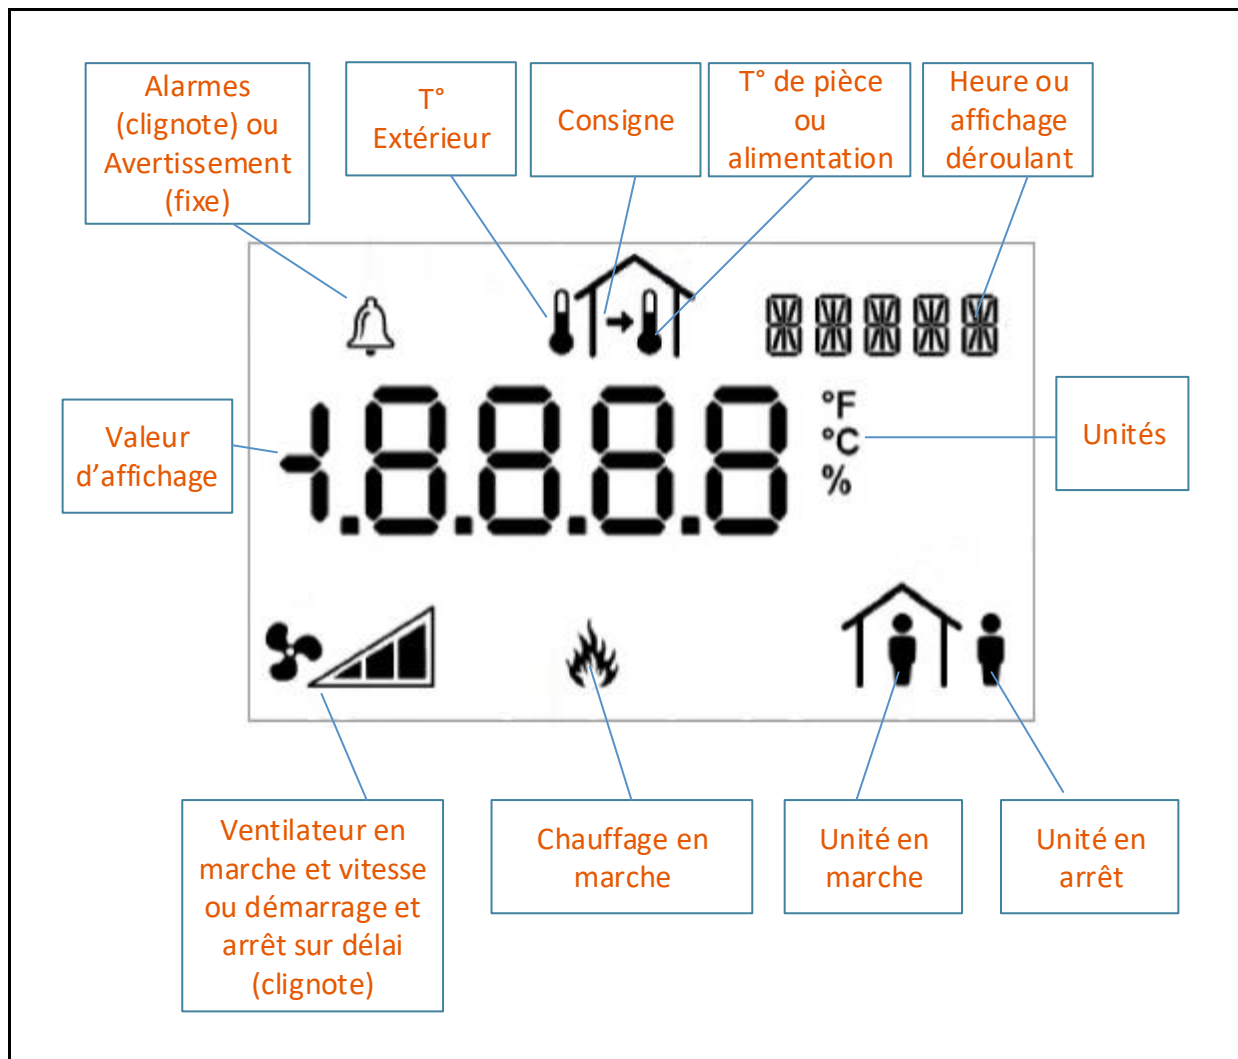 Alarmes
(clignote) ou
Avertissement
(fixe)
T°
Extérieur
Consigne
T° de pièce
ou
alimentation
Heure ou
affichage
déroulant
Valeur
d’affichage
-1.8.8.8.8
°F
°C
%
Unités
Ventilateur en
marche et vitesse
ou démarrage et
arrêt sur délai
(clignote)
Chauffage en
marche
Unité en
marche
Unité en
arrêt